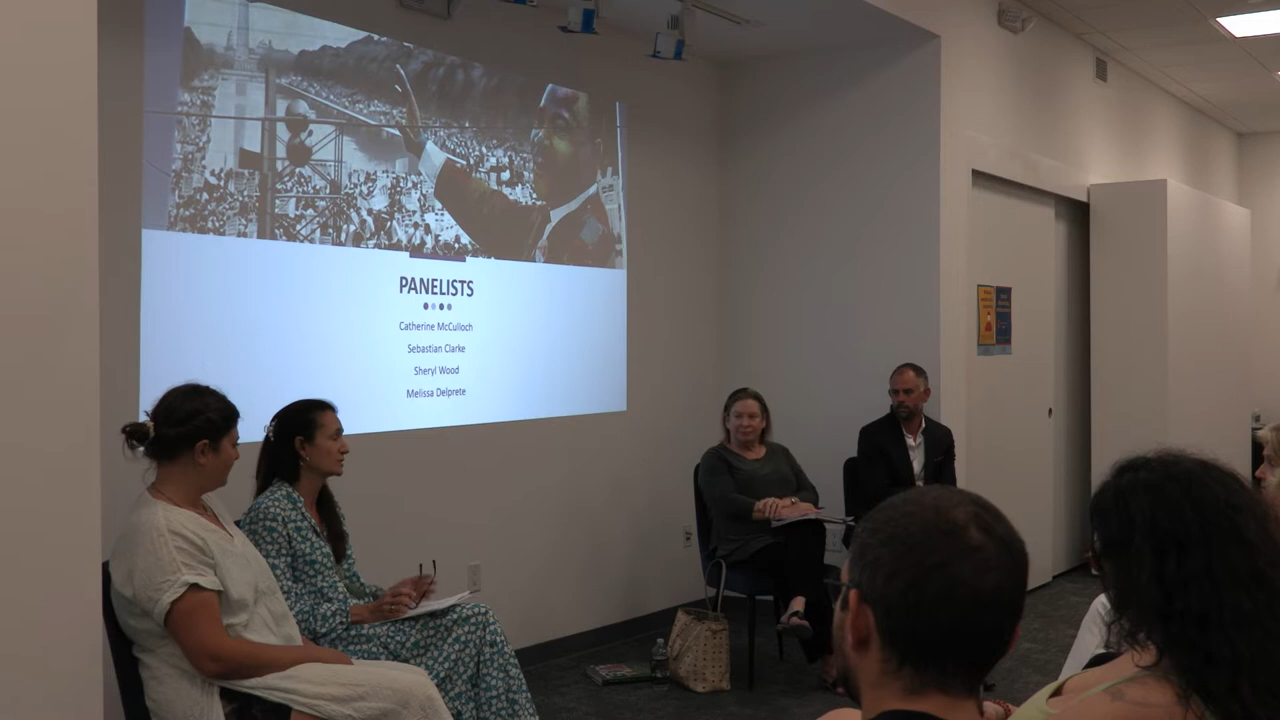 PANELISTS
Catherine McCulloch
Sebastian Clarke
Sheryl Wood
Melissa Delprete